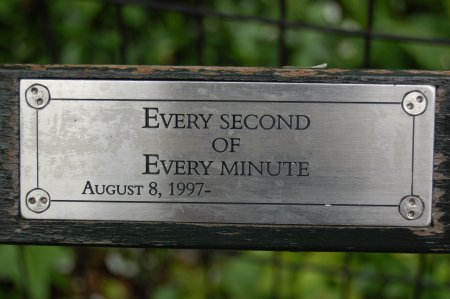 Every second
of
Every minute
August 8, 1997-